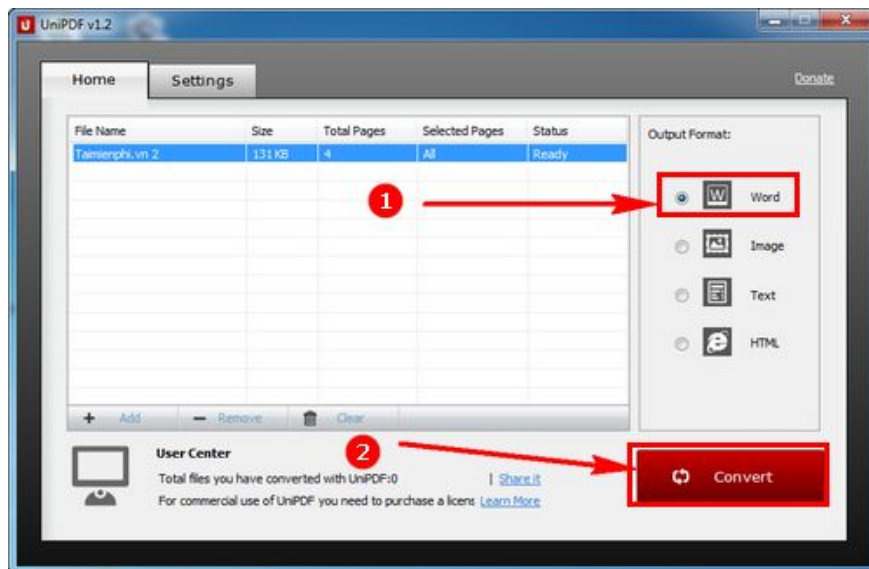 UniPDF v1.2
Home Settings Donate
File Name Size Total Pages Selected Pages Status
Taimienphi.vn 2 131 KB 4 All Ready
Output Format:
1
Word
Image
Text
HTML
Add Remove Clear
User Center
2
Total files you have converted with UniPDF:0 | Share it
For commercial use of UniPDF you need to purchase a licens Learn More
Convert